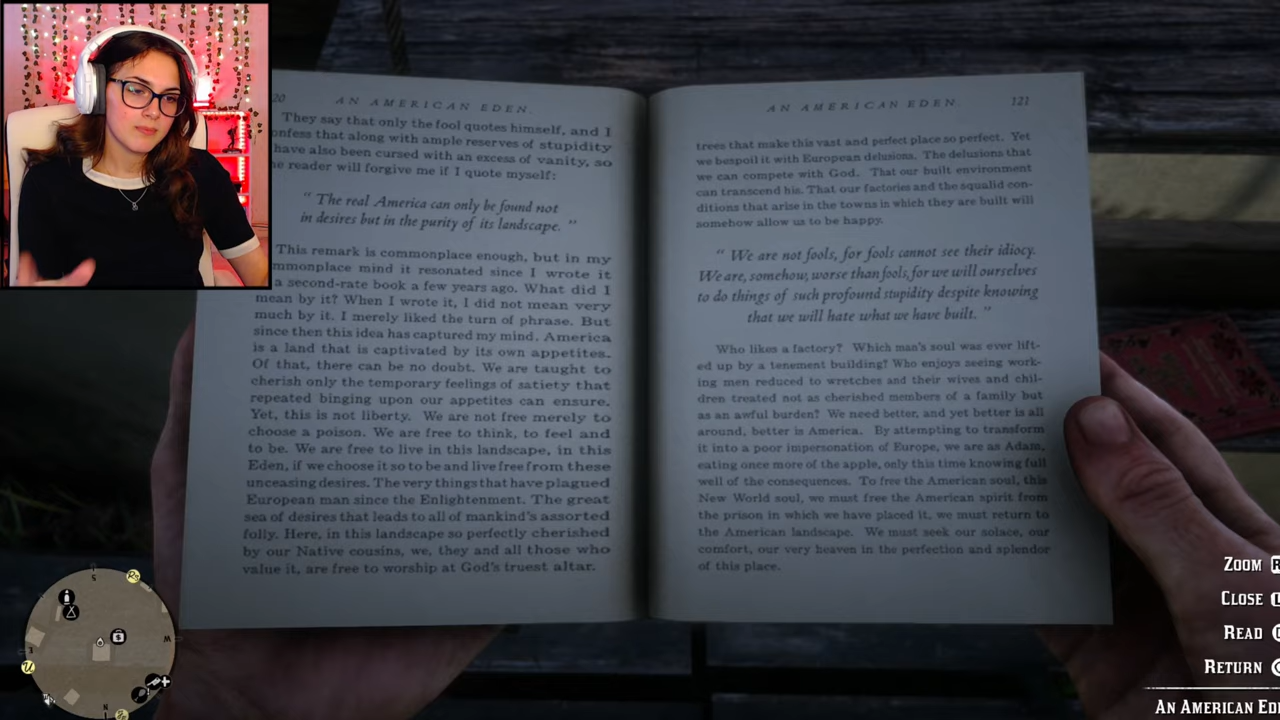 20 AN AMERICAN EDEN.
They say that only the fool quotes himself, and I
onfess that along with ample reserves of stupidity
have also been cursed with an excess of vanity, so
he reader will forgive me if I quote myself:
“ The real America can only be found not
in desires but in the purity of its landscape. ”
This remark is commonplace enough, but in my
mmonplace mind it resonated since I wrote it
a second-rate book a few years ago. What did I
mean by it? When I wrote it, I did not mean very
much by it. I merely liked the turn of phrase. But
since then this idea has captured my mind. America
is a land that is captivated by its own appetites.
Of that, there can be no doubt. We are taught to
cherish only the temporary feelings of satiety that
repeated binging upon our appetites can ensure.
Yet, this is not liberty. We are not free merely to
choose a poison. We are free to think, to feel and
to be. We are free to live in this landscape, in this
Eden, if we choose it so to be and live free from these
unceasing desires. The very things that have plagued
European man since the Enlightenment. The great
sea of desires that leads to all of mankind's assorted
folly. Here, in this landscape so perfectly cherished
by our Native cousins, we, they and all those who
value it, are free to worship at God's truest altar.
AN AMERICAN EDEN 121
trees that make this vast and perfect place so perfect. Yet
we bespoil it with European delusions. The delusions that
we can compete with God. That our built environment
can transcend his. That our factories and the squalid con-
ditions that arise in the towns in which they are built will
somehow allow us to be happy.
“ We are not fools, for fools cannot see their idiocy.
We are, somehow, worse than fools, for we will ourselves
to do things of such profound stupidity despite knowing
that we will hate what we have built. ”
Who likes a factory? Which man's soul was ever lift-
ed up by a tenement building? Who enjoys seeing work-
ing men reduced to wretches and their wives and chil-
dren treated not as cherished members of a family but
as an awful burden? We need better, and yet better is all
around, better is America. By attempting to transform
it into a poor impersonation of Europe, we are as Adam,
eating once more of the apple, only this time knowing full
well of the consequences. To free the American soul, this
New World soul, we must free the American spirit from
the prison in which we have placed it, we must return to
the American landscape. We must seek our solace, our
comfort, our very heaven in the perfection and splendor
of this place.
S
W
E
N
Rs
U
$
ZOOM R
CLOSE
READ
RETURN
AN AMERICAN ED